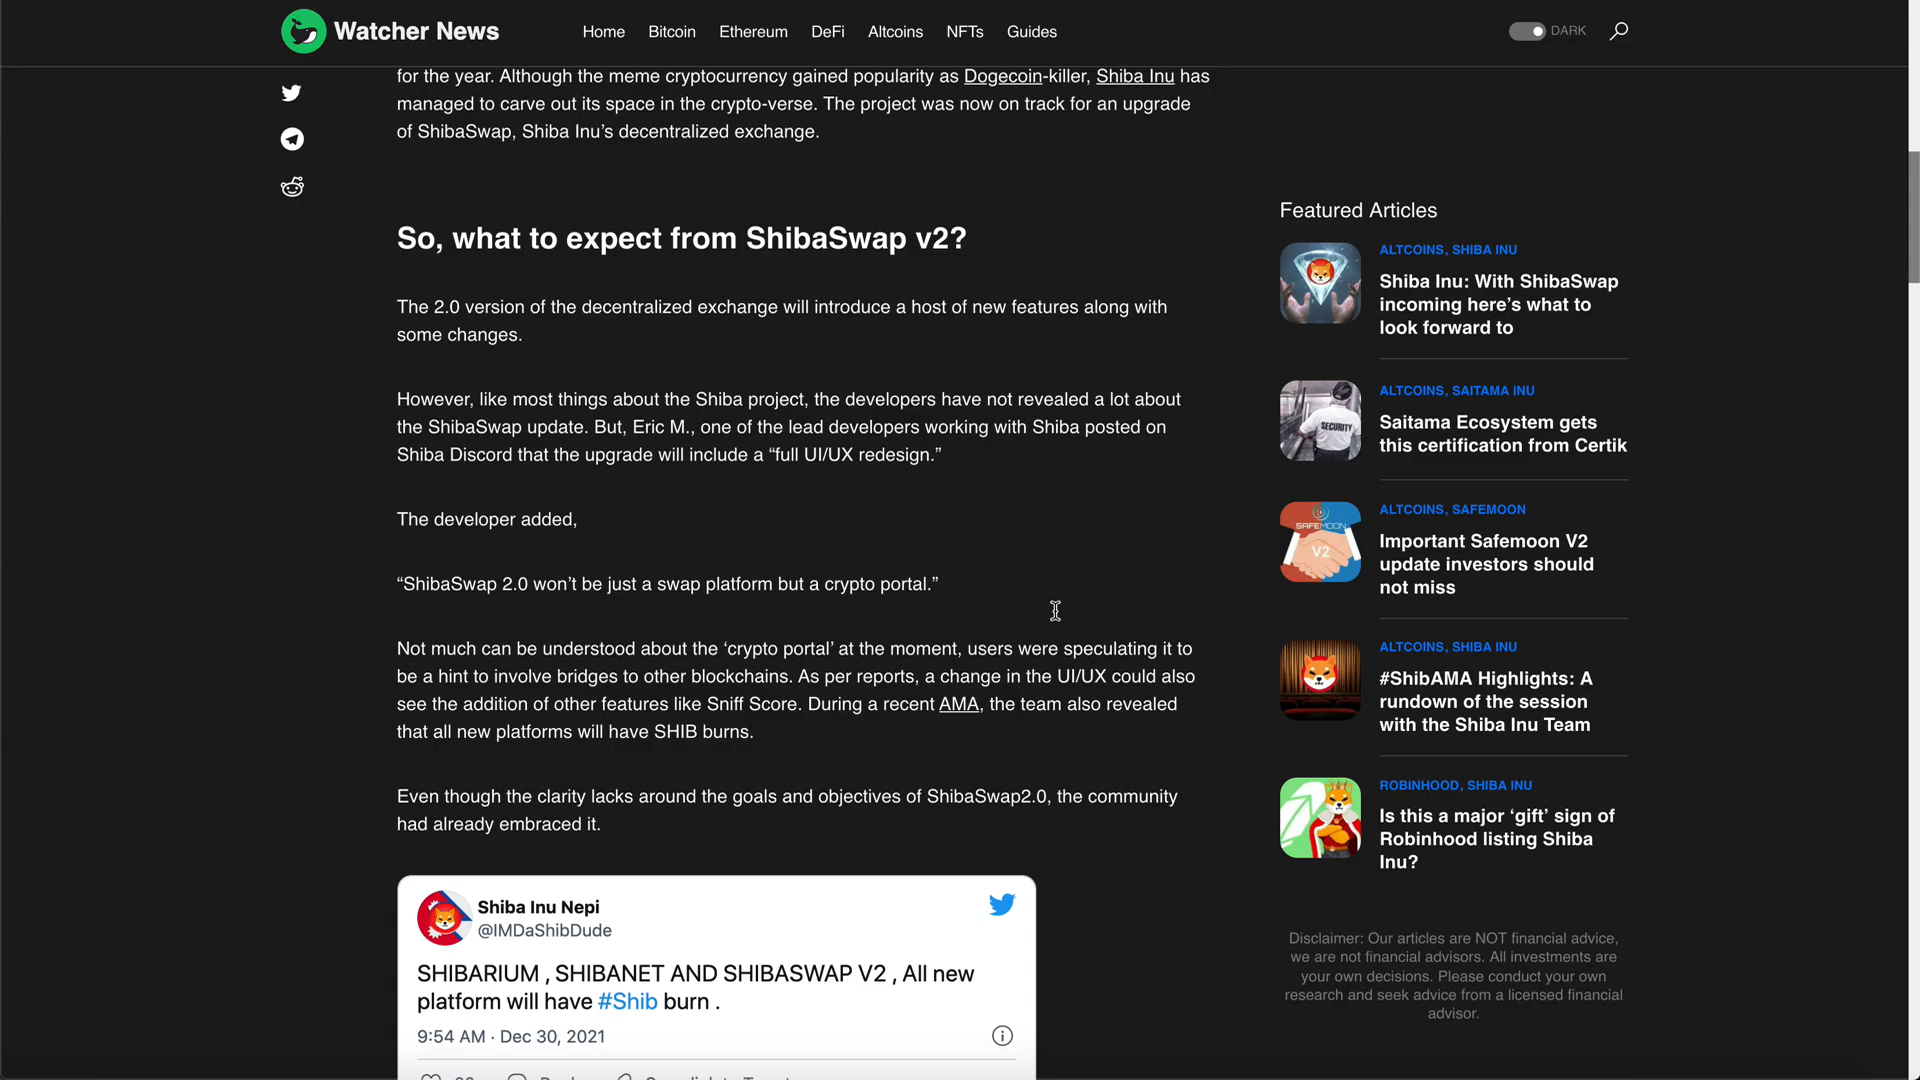 Watcher News
Home Bitcoin Ethereum DeFi Altcoins NFTs Guides
DARK
for the year. Although the meme cryptocurrency gained popularity as Dogecoin-killer, Shiba Inu has
managed to carve out its space in the crypto-verse. The project was now on track for an upgrade
of ShibaSwap, Shiba Inu’s decentralized exchange.
So, what to expect from ShibaSwap v2?
The 2.0 version of the decentralized exchange will introduce a host of new features along with
some changes.
However, like most things about the Shiba project, the developers have not revealed a lot about
the ShibaSwap update. But, Eric M., one of the lead developers working with Shiba posted on
Shiba Discord that the upgrade will include a “full UI/UX redesign.”
The developer added,
“ShibaSwap 2.0 won’t be just a swap platform but a crypto portal.”
Not much can be understood about the ‘crypto portal’ at the moment, users were speculating it to
be a hint to involve bridges to other blockchains. As per reports, a change in the UI/UX could also
see the addition of other features like Sniff Score. During a recent AMA, the team also revealed
that all new platforms will have SHIB burns.
Even though the clarity lacks around the goals and objectives of ShibaSwap2.0, the community
had already embraced it.
Shiba Inu Nepi
@IMDaShibDude
SHIBARIUM , SHIBANET AND SHIBASWAP V2 , All new
platform will have #Shib burn .
9:54 AM · Dec 30, 2021
Featured Articles
ALTCOINS, SHIBA INU
Shiba Inu: With ShibaSwap
incoming here’s what to
look forward to
SECURITY
ALTCOINS, SAITAMA INU
Saitama Ecosystem gets
this certification from Certik
SAFEMOON
V2
ALTCOINS, SAFEMOON
Important Safemoon V2
update investors should
not miss
ALTCOINS, SHIBA INU
#ShibAMA Highlights: A
rundown of the session
with the Shiba Inu Team
ROBINHOOD, SHIBA INU
Is this a major ‘gift’ sign of
Robinhood listing Shiba
Inu?
Disclaimer: Our articles are NOT financial advice,
we are not financial advisors. All investments are
your own decisions. Please conduct your own
research and seek advice from a licensed financial
advisor.